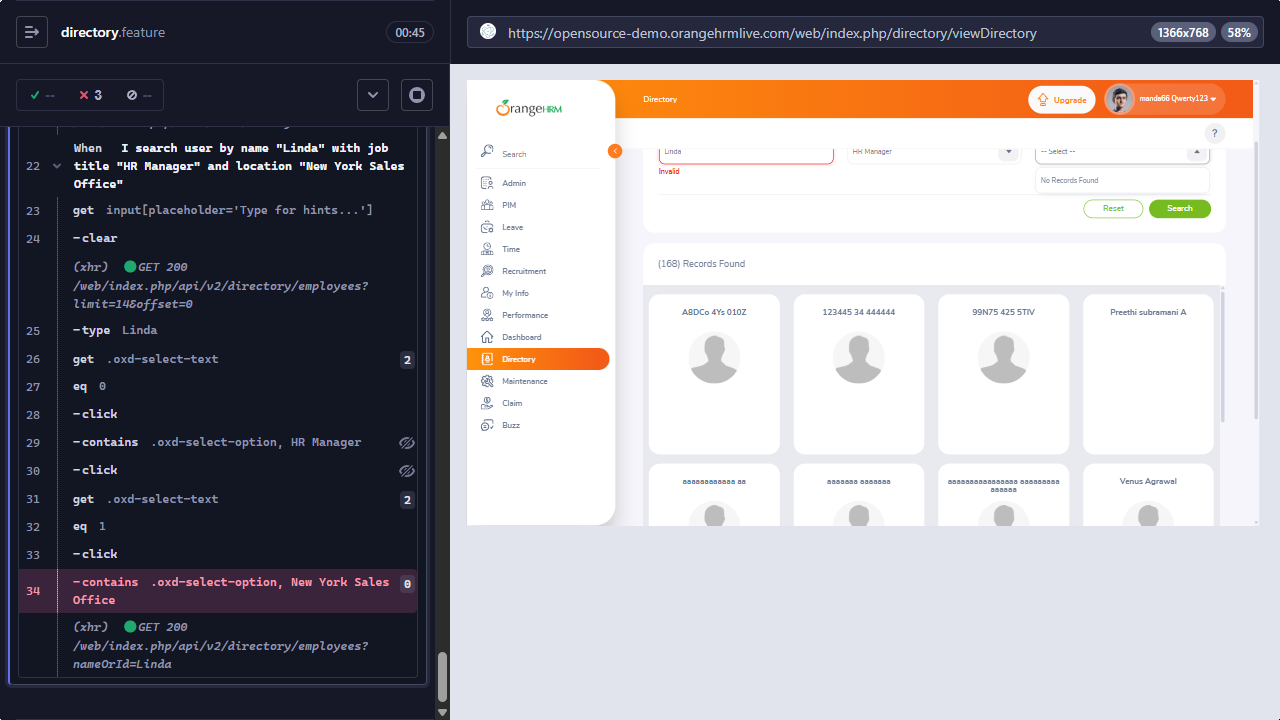 directory.feature
00:45
https://opensource-demo.orangehrmlive.com/web/index.php/directory/viewDirectory
1366x768
58%
--
3
--
22 When I search user by name "Linda" with job
title "HR Manager" and location "New York Sales
Office"
23 get input[placeholder='Type for hints...']
24 -clear
(xhr) GET 200
/web/index.php/api/v2/directory/employees?
limit=14&offset=0
25 -type Linda
26 get .oxd-select-text 2
27 eq 0
28 -click
29 -contains .oxd-select-option, HR Manager
30 -click
31 get .oxd-select-text 2
32 eq 1
33 -click
34 -contains .oxd-select-option, New York Sales
Office 0
(xhr) GET 200
/web/index.php/api/v2/directory/employees?
nameOrId=Linda
OrangeHRM
Search
Admin
PIM
Leave
Time
Recruitment
My Info
Performance
Dashboard
Directory
Maintenance
Claim
Buzz
Directory
Upgrade
manda66 Qwerty123
?
Linda
HR Manager
-- Select --
Invalid
No Records Found
Reset
Search
(168) Records Found
A8DCo 4Ys 010Z
123445 34 444444
99N75 425 5TIV
Preethi subramani A
aaaaaaaaaaaa aa
aaaaaaa aaaaaaa
aaaaaaaaaaaaaaaa aaaaaaaaa
aaaaaa
Venus Agrawal